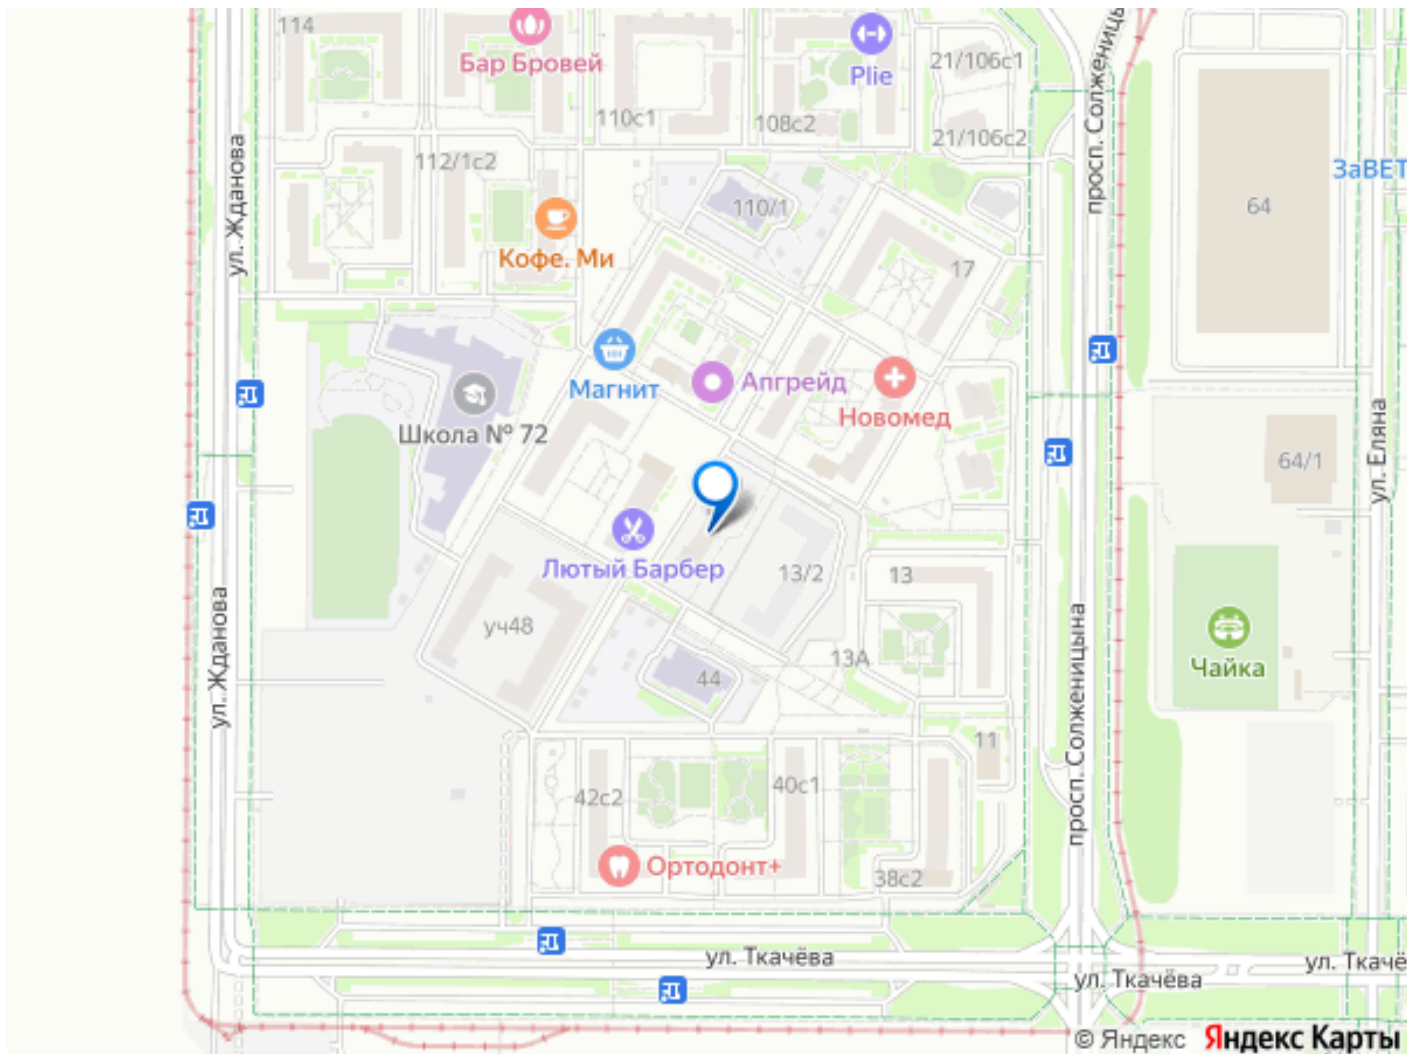 114
Бар Бровей
Plie
21/106с1
просп. Солженицы
110с1
108с2
21/106с2
ул. Жданова
112/1с2
ЗаВЕТ
110/1
64
Кофе. Ми
17
Магнит
Апгрейд
Новомед
Школа № 72
ул. Еляна
64/1
Лютый Барбер
13/2
13
уч48
ул. Жданова
13А
просп. Солженицына
Чайка
44
11
42с2
40с1
Ортодонт+
38с2
ул. Ткачёва
ул. Ткачё
ул. Ткачёва
© Яндекс Яндекс Карты